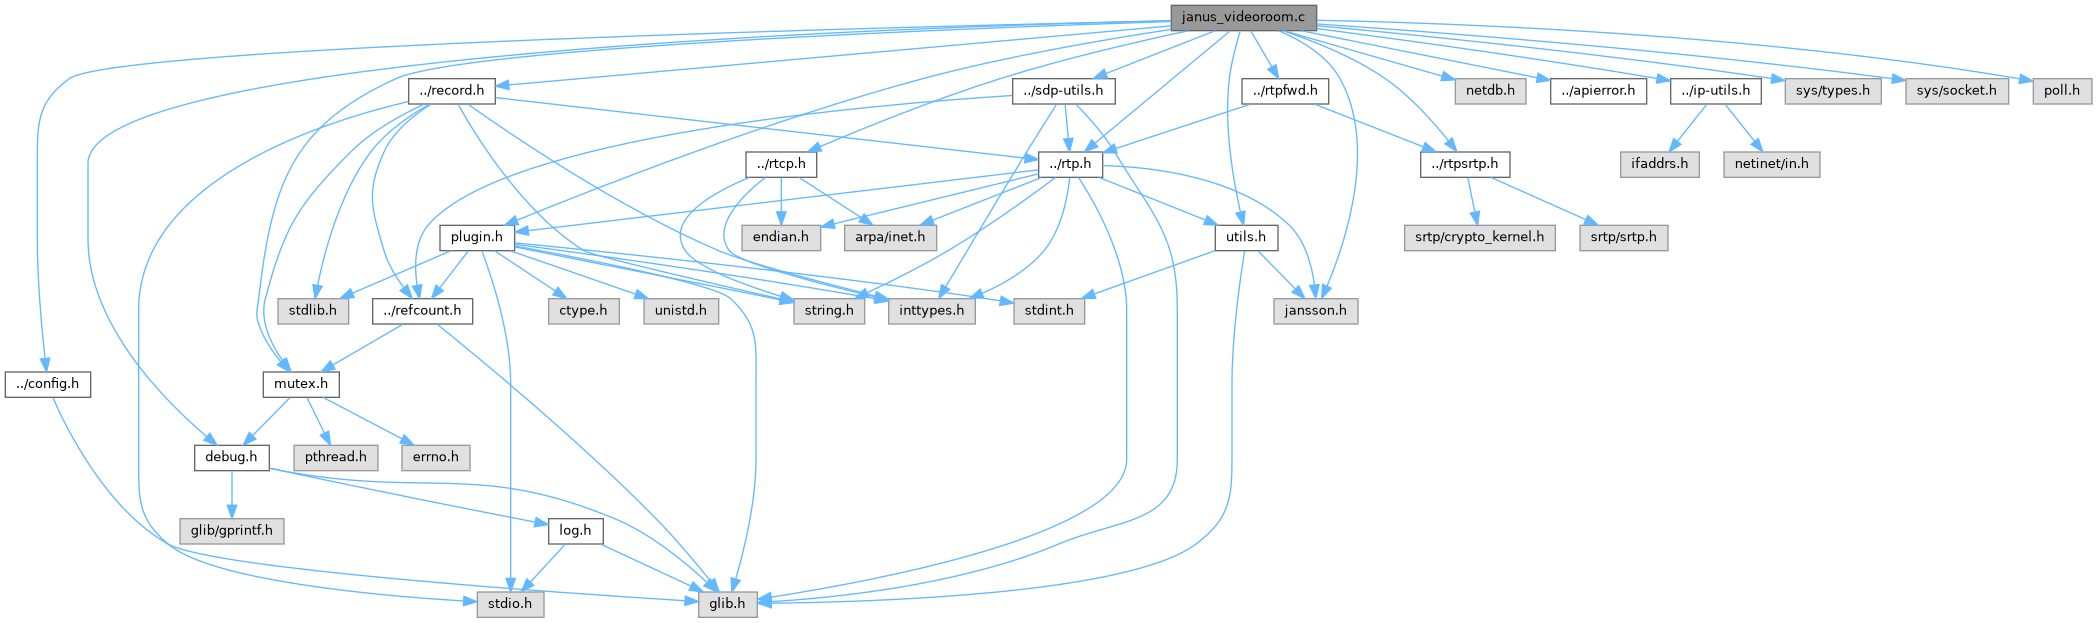 janus_videoroom.c
../record.h
../sdp-utils.h
../rtpfwd.h
netdb.h
../apierror.h
../ip-utils.h
sys/types.h
sys/socket.h
poll.h
../rtcp.h
../rtp.h
../rtpsrtp.h
ifaddrs.h
netinet/in.h
plugin.h
endian.h
arpa/inet.h
utils.h
srtp/crypto_kernel.h
srtp/srtp.h
stdlib.h
../refcount.h
ctype.h
unistd.h
string.h
inttypes.h
stdint.h
jansson.h
../config.h
mutex.h
debug.h
pthread.h
errno.h
glib/gprintf.h
log.h
stdio.h
glib.h